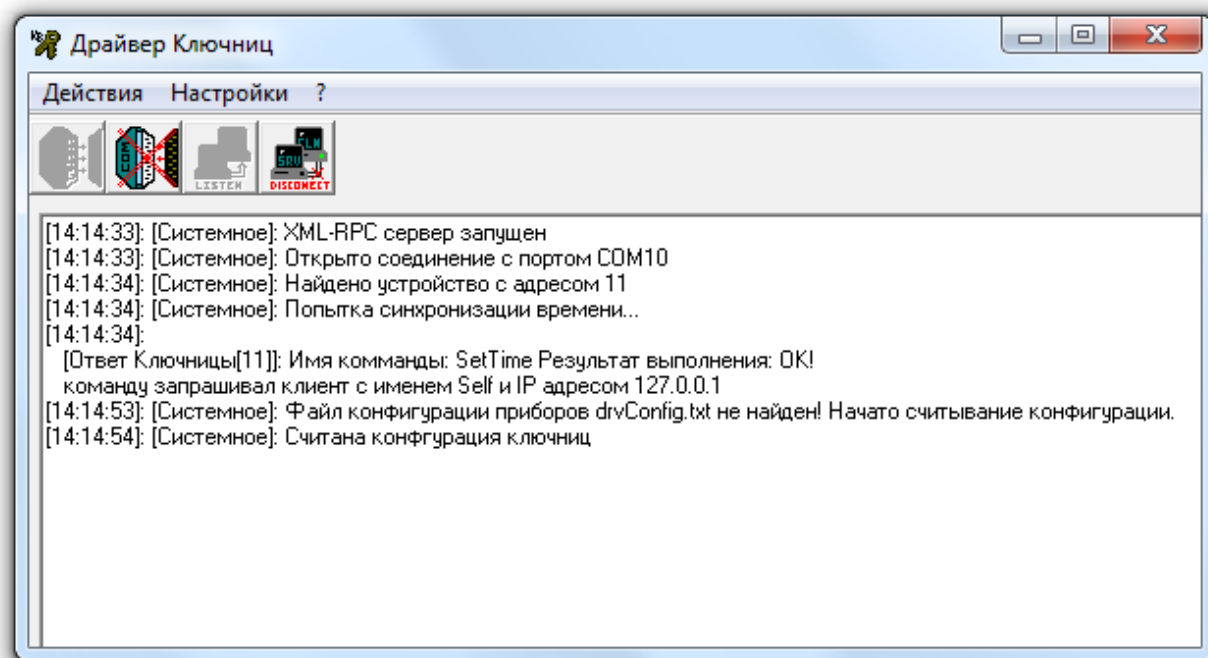 Драйвер Ключниц
Действия Настройки ?
LISTEN
SRV CLN
DISCONECT
[14:14:33]: [Системное]: XML-RPC сервер запущен
[14:14:33]: [Системное]: Открыто соединение с портом COM10
[14:14:34]: [Системное]: Найдено устройство с адресом 11
[14:14:34]: [Системное]: Попытка синхронизации времени...
[14:14:34]:
[Ответ Ключницы[11]]: Имя комманды: SetTime Результат выполнения: OK!
команду запрашивал клиент с именем Self и IP адресом 127.0.0.1
[14:14:53]: [Системное]: Файл конфигурации приборов drvConfig.txt не найден! Начато считывание конфигурации.
[14:14:54]: [Системное]: Считана конфгурация ключниц